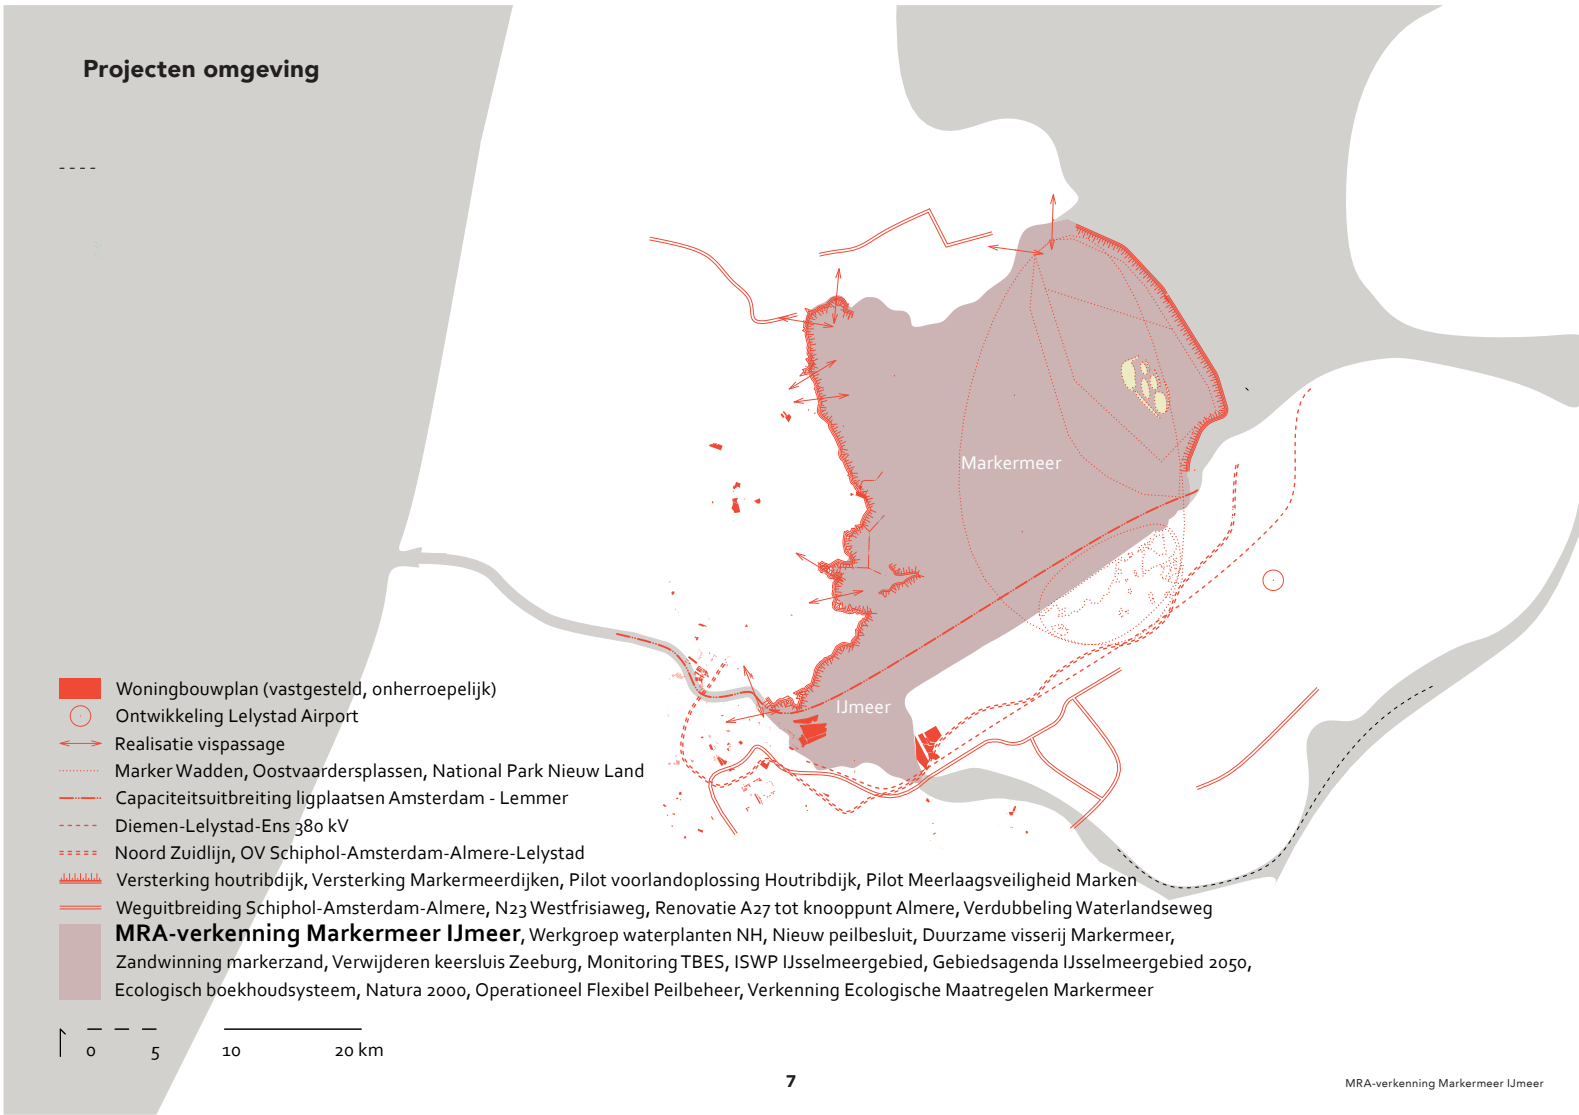 Projecten omgeving
Markermeer
IJmeer
Woningbouwplan (vastgesteld, onherroepelijk)
Ontwikkeling Lelystad Airport
Realisatie vispassage
Marker Wadden, Oostvaardersplassen, National Park Nieuw Land
Capaciteitsuitbreiting ligplaatsen Amsterdam - Lemmer
Diemen-Lelystad-Ens 380 kV
Noord Zuidlijn, OV Schiphol-Amsterdam-Almere-Lelystad
Versterking houtribdijk, Versterking Markermeerdijken, Pilot voorlandoplossing Houtribdijk, Pilot Meerlaagsveiligheid Marken
Weguitbreiding Schiphol-Amsterdam-Almere, N23 Westfrisiaweg, Renovatie A27 tot knooppunt Almere, Verdubbeling Waterlandseweg
MRA-verkenning Markermeer IJmeer, Werkgroep waterplanten NH, Nieuw peilbesluit, Duurzame visserij Markermeer,
Zandwinning markerzand, Verwijderen keersluis Zeeburg, Monitoring TBES, ISWP IJsselmeergebied, Gebiedsagenda IJsselmeergebied 2050,
Ecologisch boekhoudsysteem, Natura 2000, Operationeel Flexibel Peilbeheer, Verkenning Ecologische Maatregelen Markermeer
0 5 10 20 km
7
MRA-verkenning Markermeer IJmeer